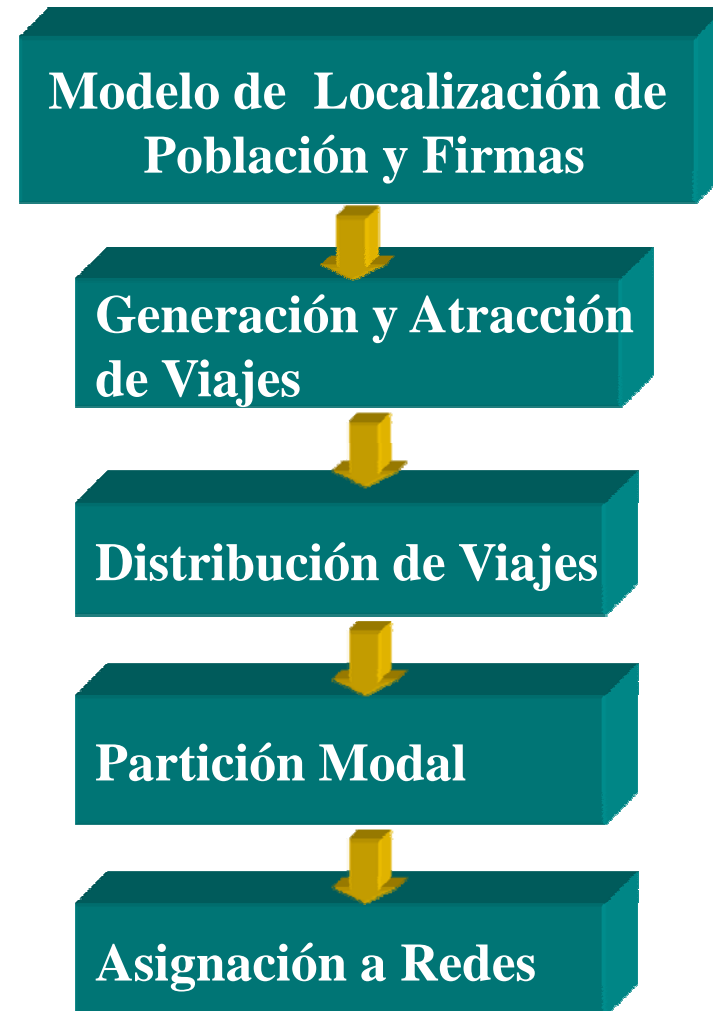 Modelo de Localización de
Población y Firmas
Generación y Atracción
de Viajes
Distribución de Viajes
Partición Modal
Asignación a Redes